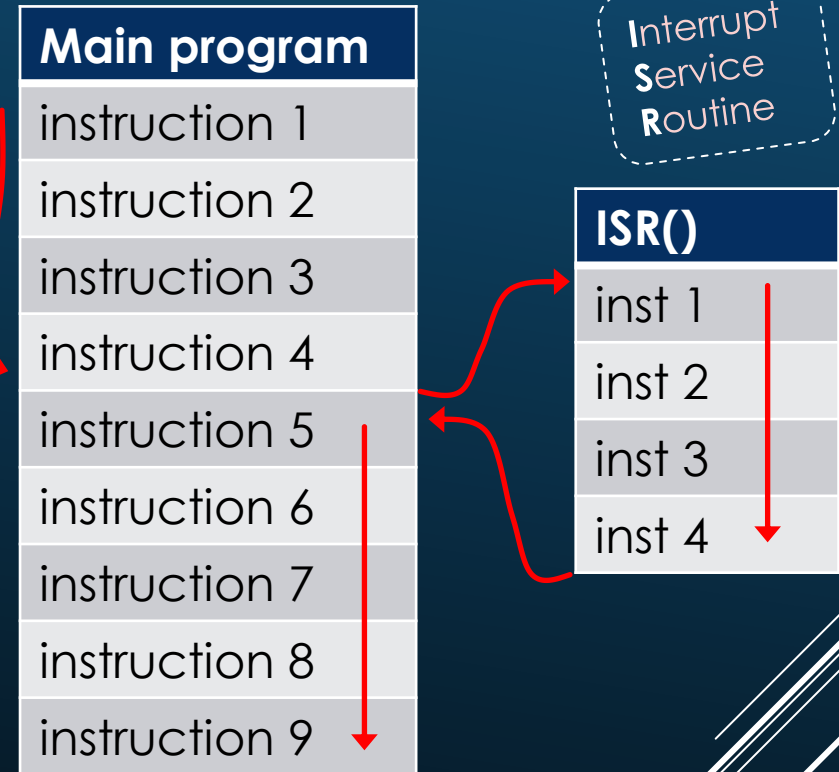 Main program
instruction 1
instruction 2
instruction 3
instruction 4
instruction 5
instruction 6
instruction 7
instruction 8
instruction 9
Interrupt
Service
Routine
ISR()
inst 1
inst 2
inst 3
inst 4